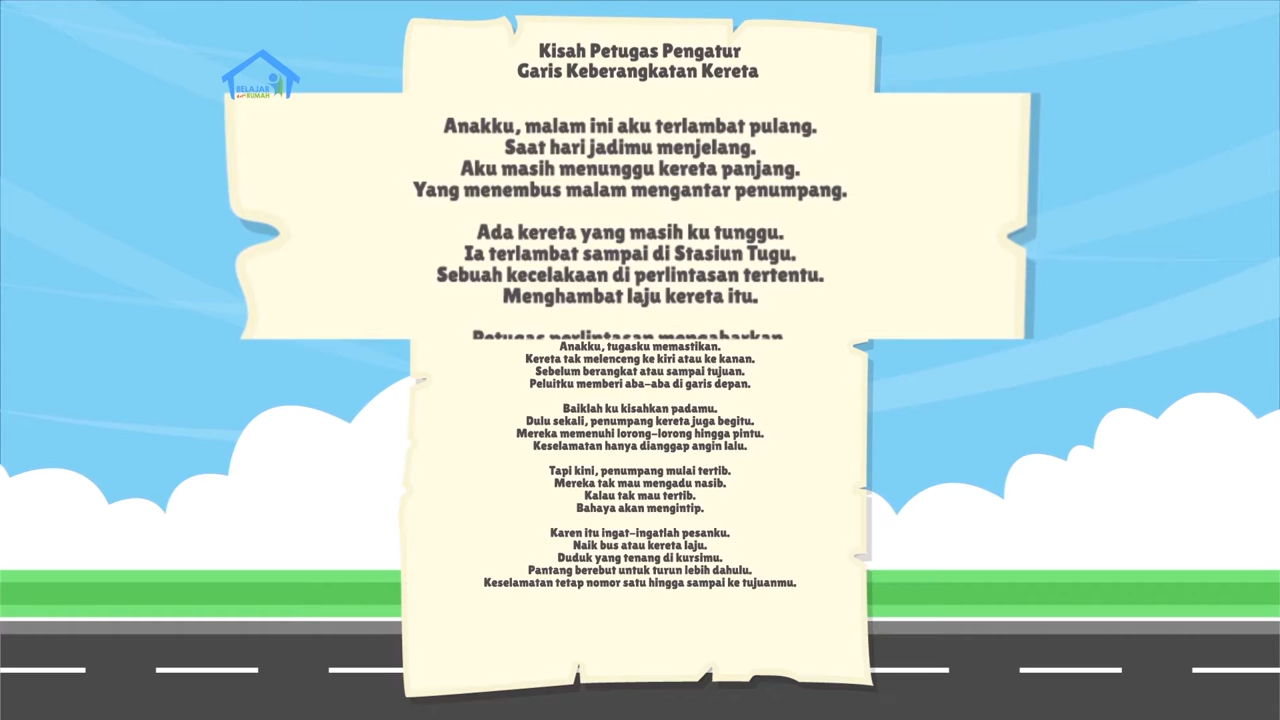 BELAJAR
dari RUMAH
Kisah Petugas Pengatur
Garis Keberangkatan Kereta
Anakku, malam ini aku terlambat pulang.
Saat hari jadimu menjelang.
Aku masih menunggu kereta panjang.
Yang menembus malam mengantar penumpang.
Ada kereta yang masih ku tunggu.
Ia terlambat sampai di Stasiun Tugu.
Sebuah kecelakaan di perlintasan tertentu.
Menghambat laju kereta itu.
Petugas perlintasan mengabarkan
Anakku, tugasku memastikan.
Kereta tak melenceng ke kiri atau ke kanan.
Sebelum berangkat atau sampai tujuan.
Peluitku memberi aba-aba di garis depan.
Baiklah ku kisahkan padamu.
Dulu sekali, penumpang kereta juga begitu.
Mereka memenuhi lorong-lorong hingga pintu.
Keselamatan hanya dianggap angin lalu.
Tapi kini, penumpang mulai tertib.
Mereka tak mau mengadu nasib.
Kalau tak mau tertib.
Bahaya akan mengintip.
Karen itu ingat-ingatlah pesanku.
Naik bus atau kereta laju.
Duduk yang tenang di kursimu.
Pantang berebut untuk turun lebih dahulu.
Keselamatan tetap nomor satu hingga sampai ke tujuanmu.